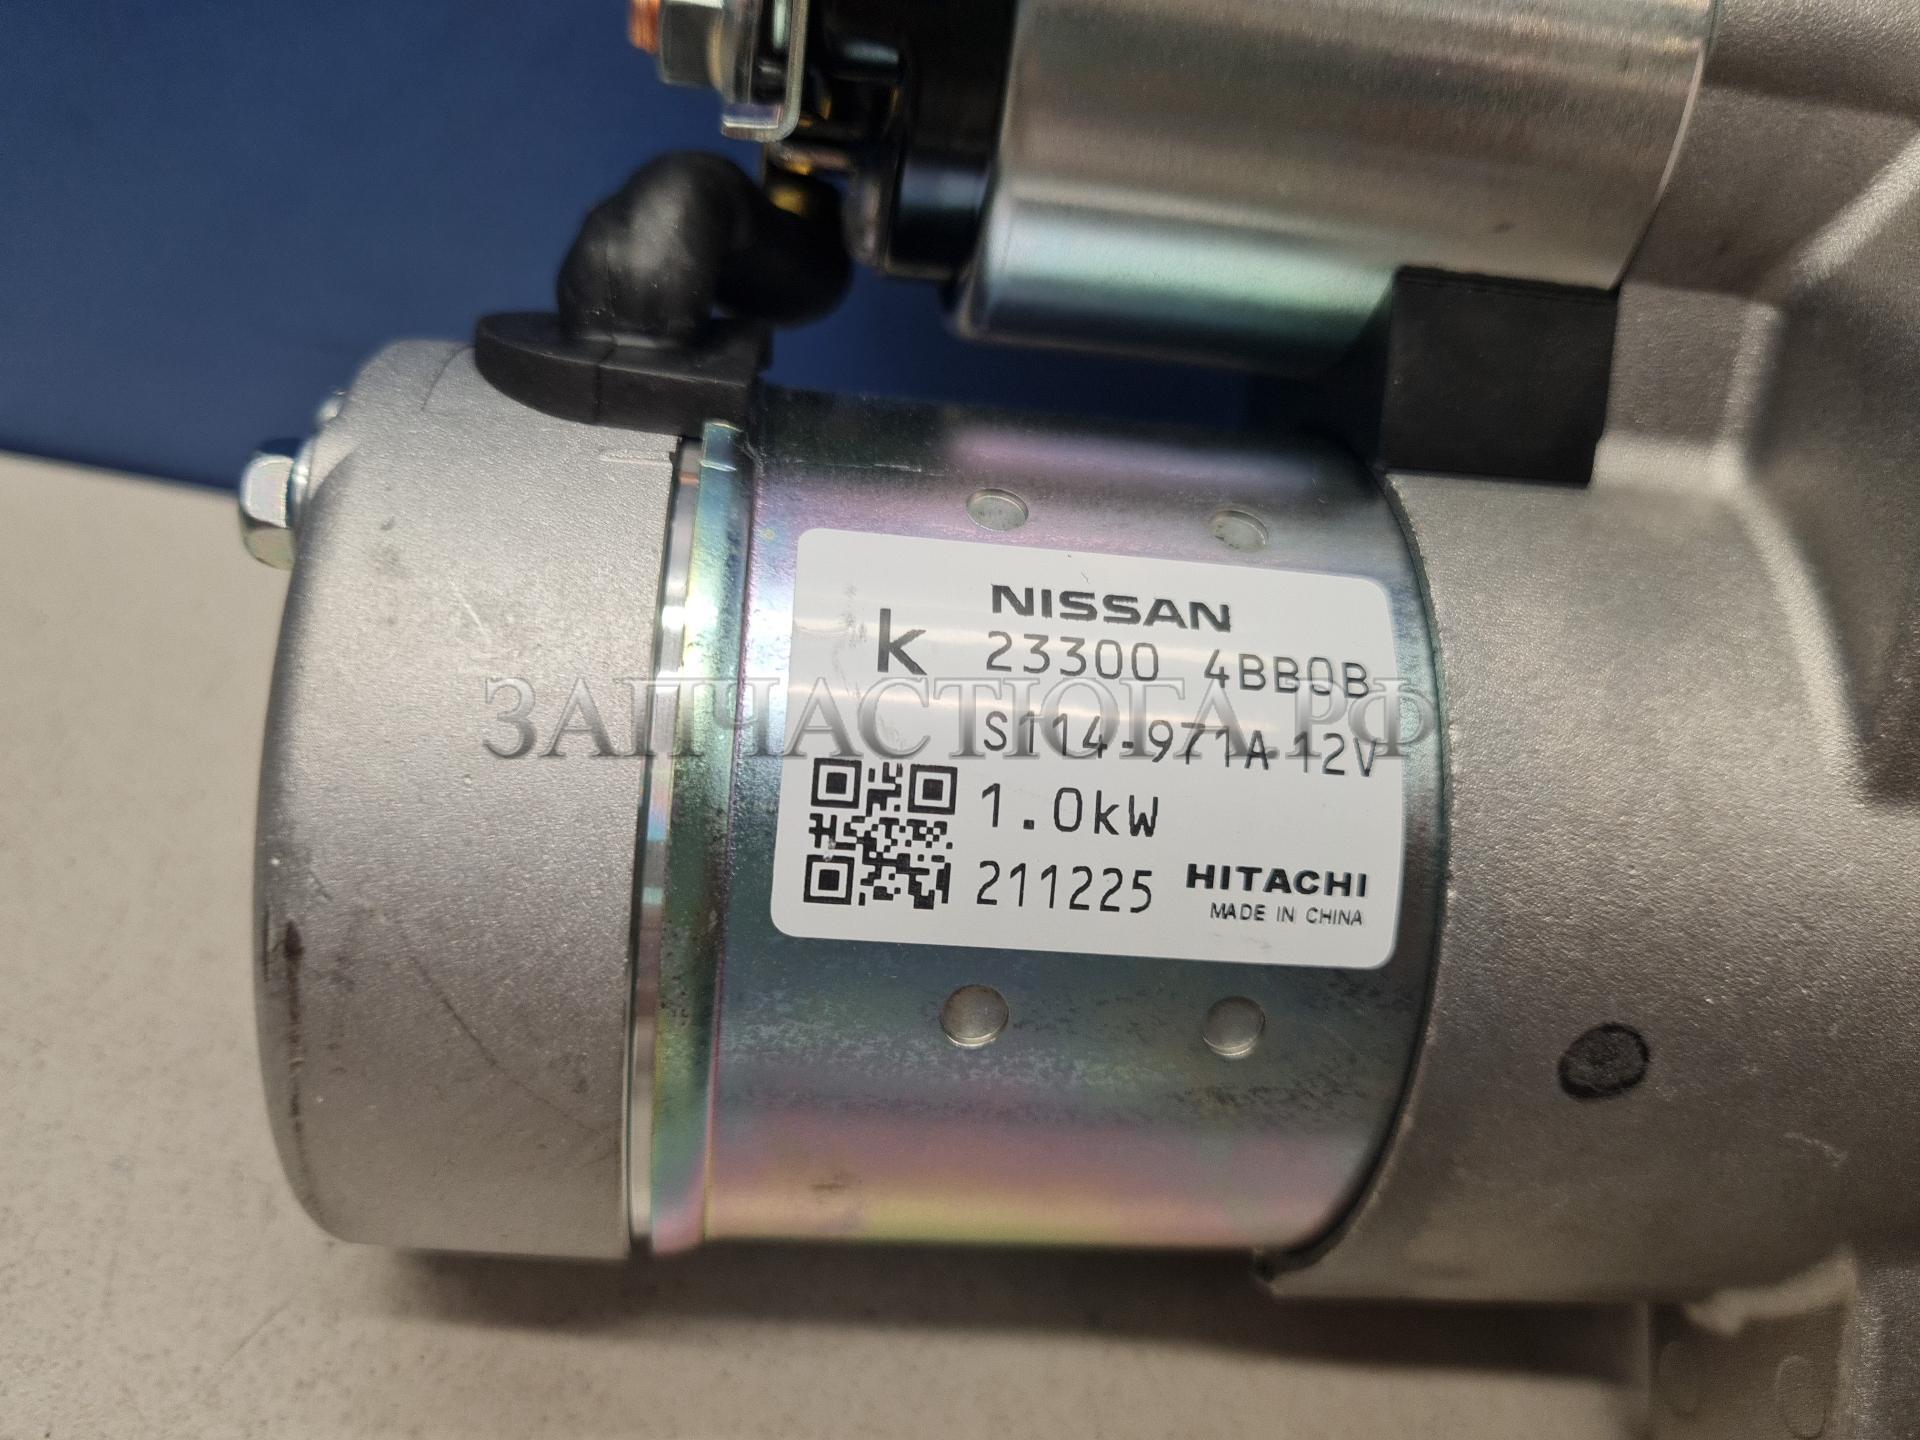 NISSAN
k 23300 4BB0B
ЗАПЧАСТЮГА.РФ
S114-971A 12V
1.0kW
211225 HITACHI
MADE IN CHINA